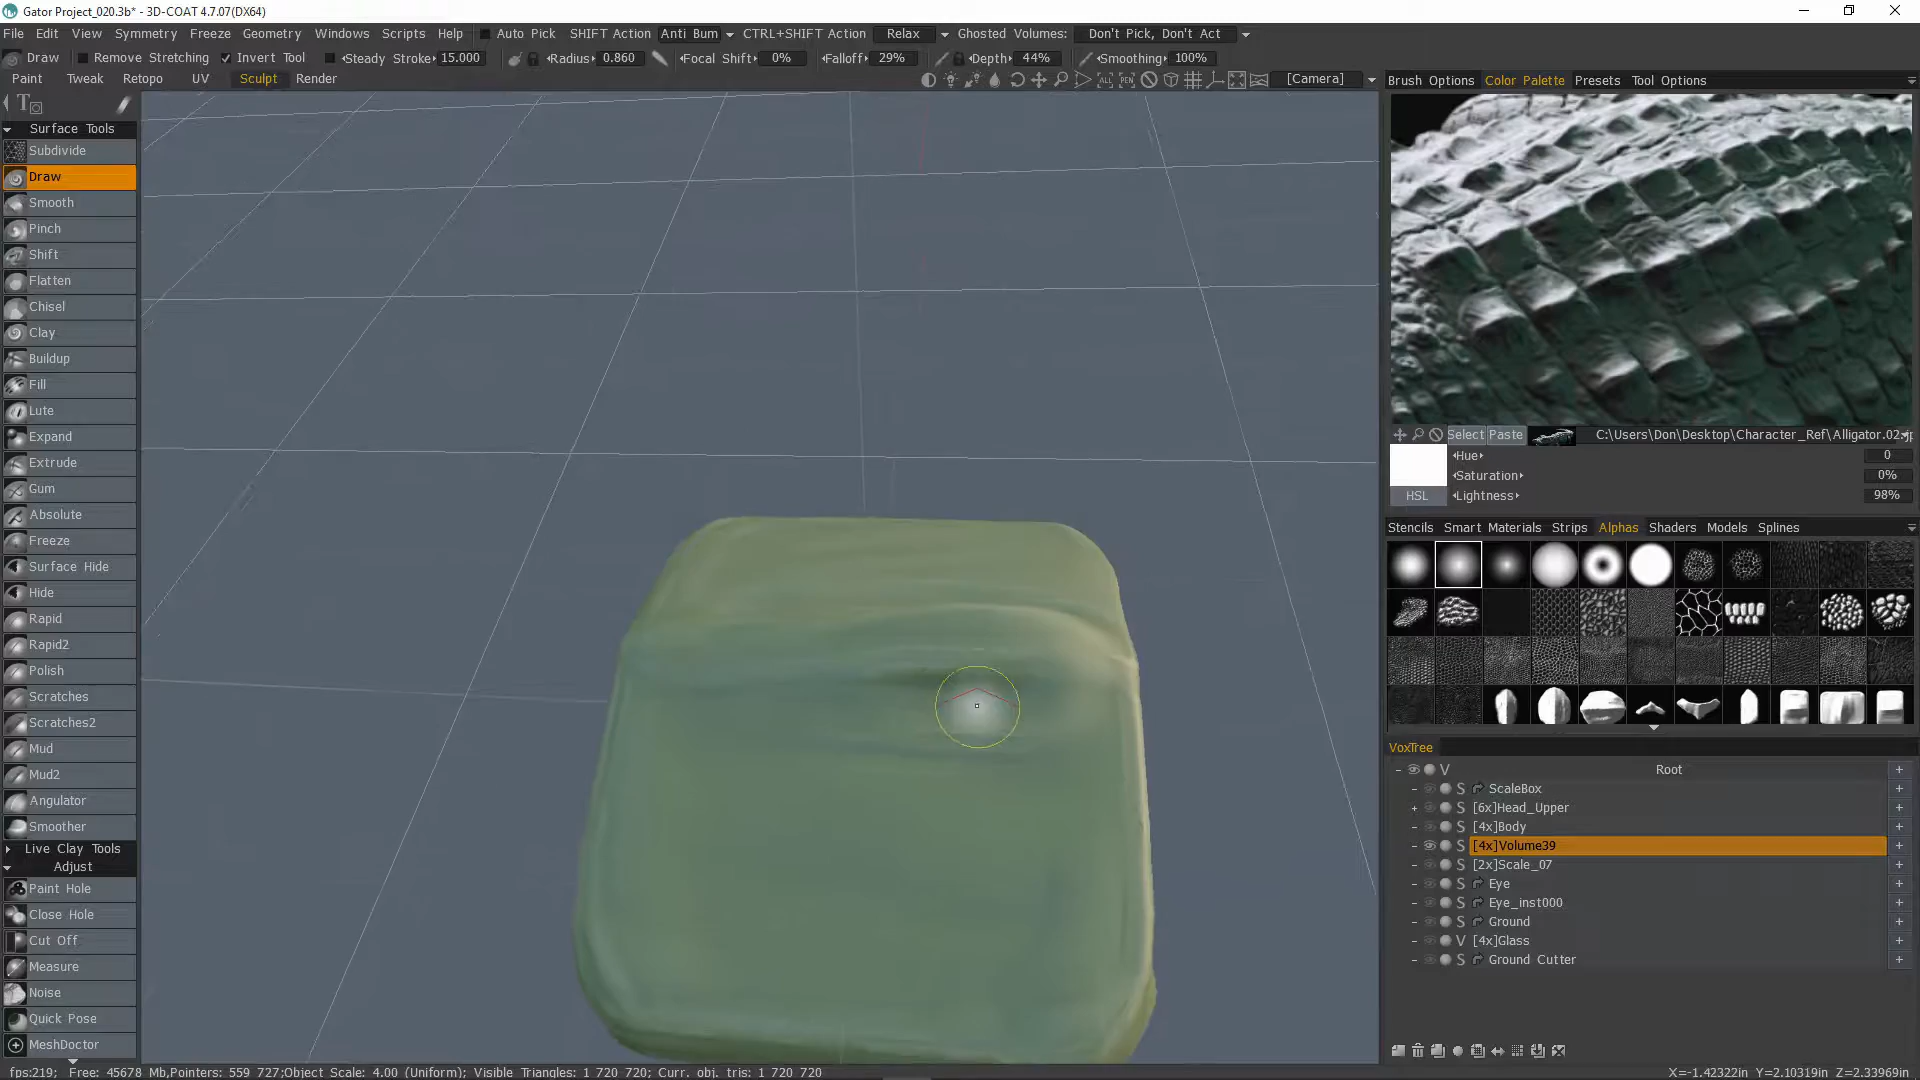 Gator Project_020.3b* - 3D-COAT 4.7.07(DX64)
File Edit View Symmetry Freeze Geometry Windows Scripts Help Auto Pick SHIFT Action Anti Bum CTRL+SHIFT Action Relax Ghosted Volumes: Don't Pick, Don't Act
Draw Remove Stretching Invert Tool Steady Stroke 15.000 Radius 0.860 Focal Shift 0% Falloff 29% Depth 44% Smoothing 100%
Paint Tweak Retopo UV Sculpt Render
[Camera]
Brush Options Color Palette Presets Tool Options
Surface Tools
Subdivide
Draw
Smooth
Pinch
Shift
Flatten
Chisel
Clay
Buildup
Fill
Lute
Expand
Extrude
Gum
Absolute
Freeze
Surface Hide
Hide
Rapid
Rapid2
Polish
Scratches
Scratches2
Mud
Mud2
Angulator
Smoother
Live Clay Tools
Adjust
Paint Hole
Close Hole
Cut Off
Measure
Noise
Quick Pose
MeshDoctor
Select Paste C:\Users\Don\Desktop\Character_Ref\Alligator.02
Hue 0
Saturation 0%
HSL Lightness 98%
Stencils Smart Materials Strips Alphas Shaders Models Splines
VoxTree
V Root
S ScaleBox
S [6x]Head_Upper
S [4x]Body
S [4x]Volume39
S [2x]Scale_07
S Eye
S Eye_inst000
S Ground
V [4x]Glass
S Ground Cutter
fps:219; Free: 45678 Mb,Pointers: 559 727;Object Scale: 4.00 (Uniform); Visible Triangles: 1 720 720; Curr. obj. tris: 1 720 720
X=-1.42322in Y=2.10319in Z=2.33969in